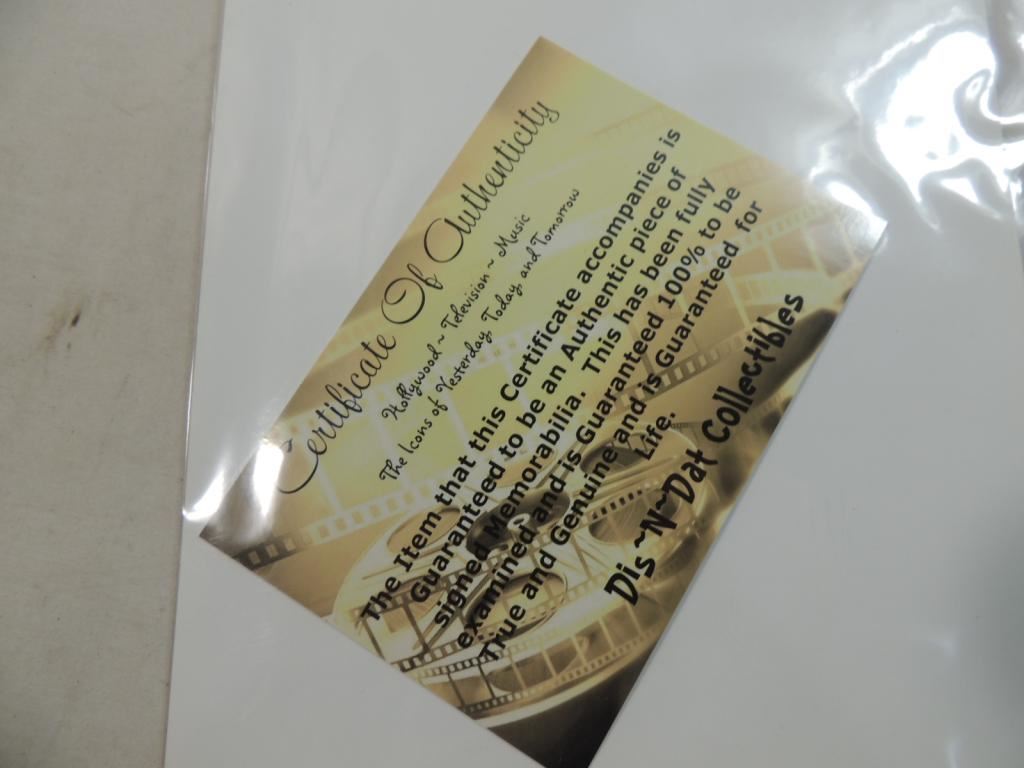 Certificate Of Authenticity
Hollywood ~ Television ~ Music
The Icons of Yesterday, Today, and Tomorrow
The Item that this Certificate accompanies is
Guaranteed to be an Authentic piece of
signed Memorabilia. This has been fully
examined and is Guaranteed 100% to be
True and Genuine and is Guaranteed for
Life.
Dis~N~Dat Collectibles